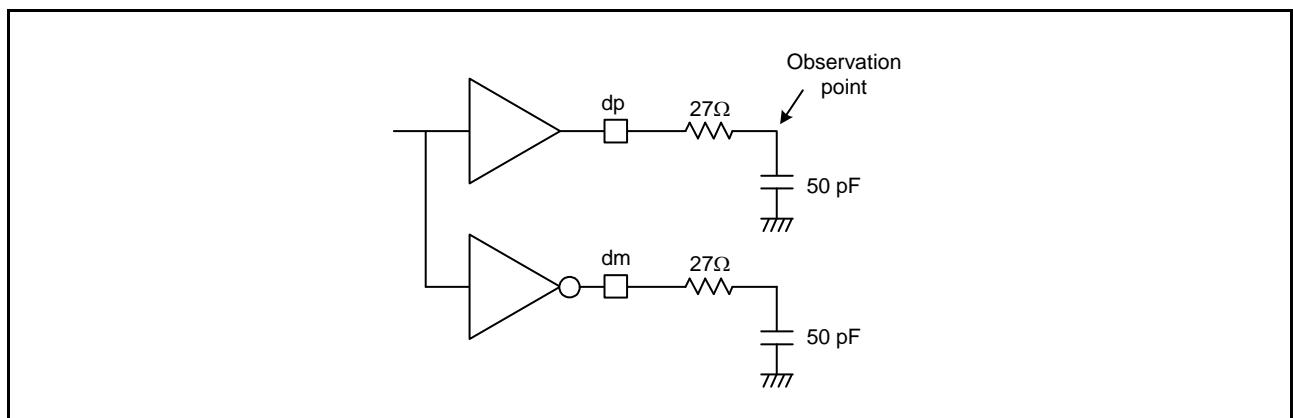 Observation
point
dp
27Ω
50 pF
dm
27Ω
50 pF